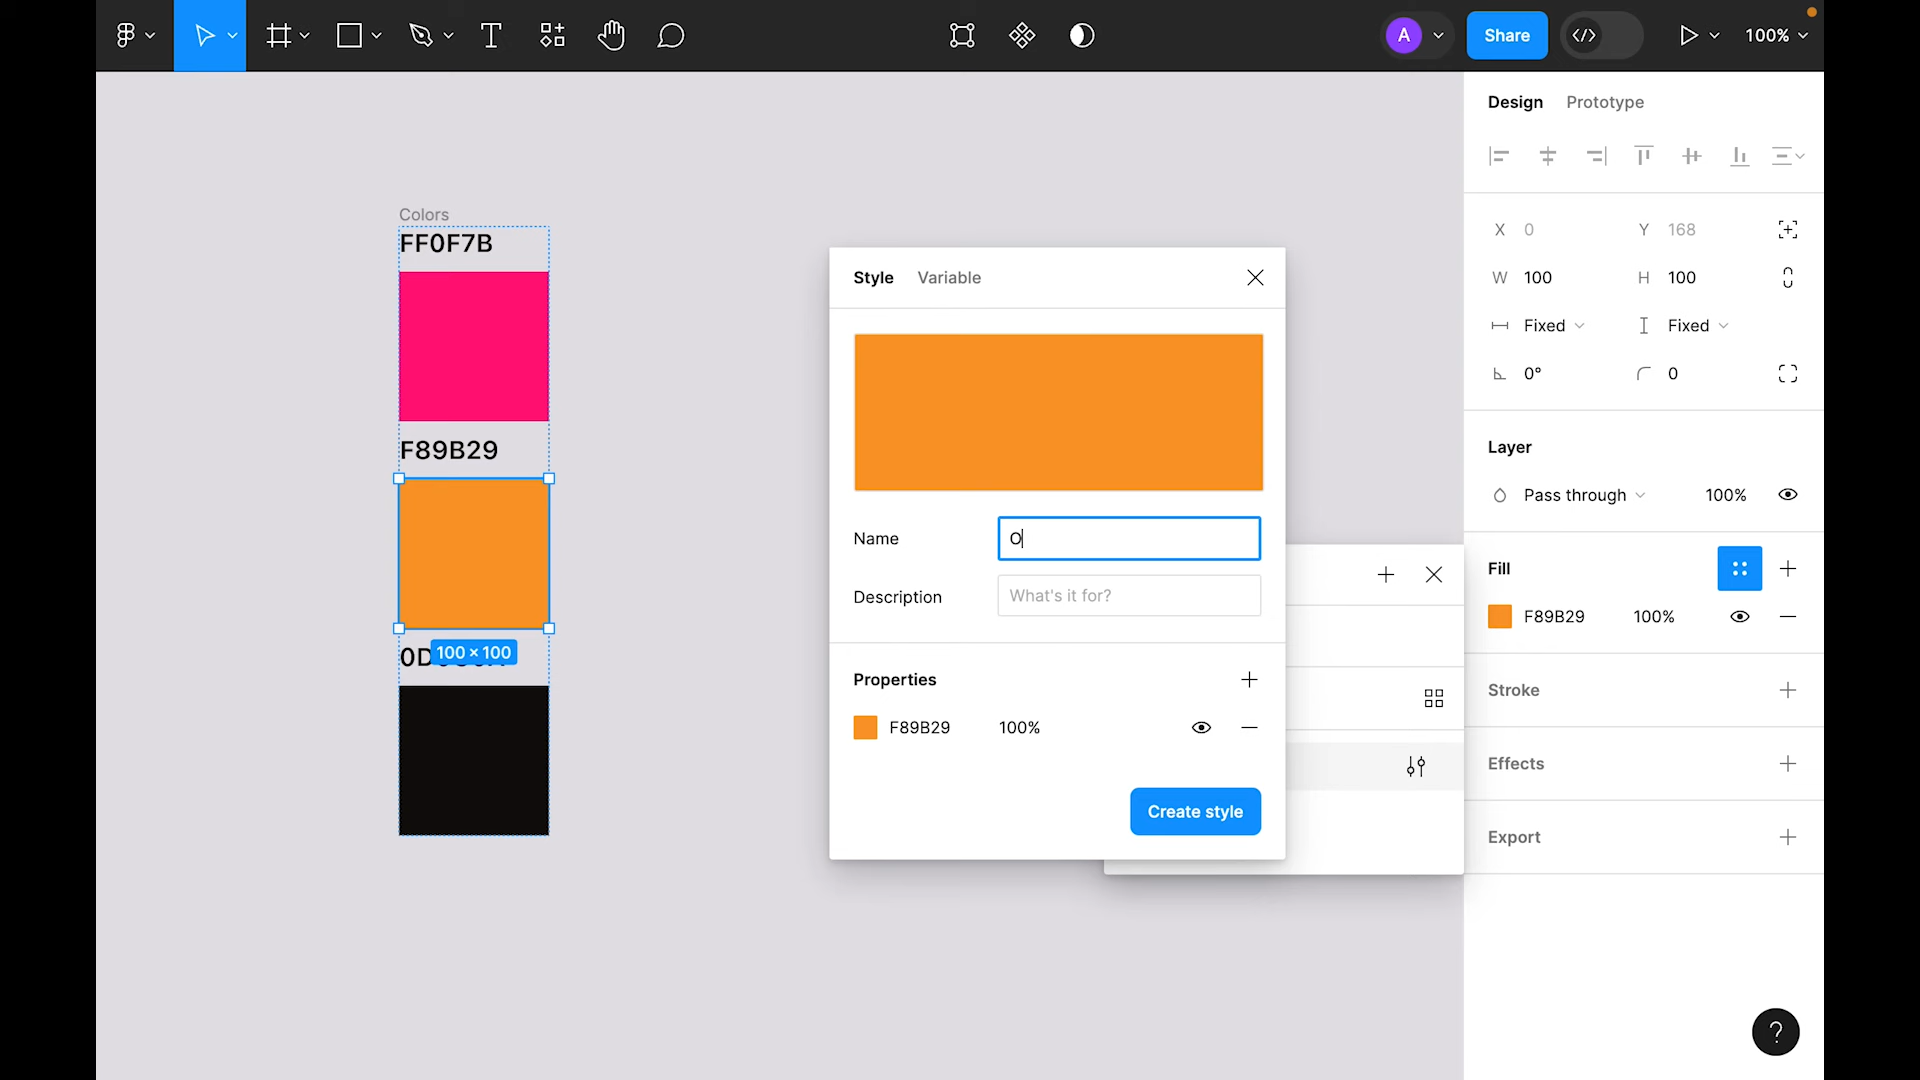 A
Share
100%
Design
Prototype
Colors
FF0F7B
F89B29
100 × 100
Style
Variable
Name
O
Description
What's it for?
Properties
F89B29
100%
Create style
X 0
Y 168
W 100
H 100
Fixed
Fixed
0°
0
Layer
Pass through
100%
Fill
F89B29
100%
Stroke
Effects
Export
?